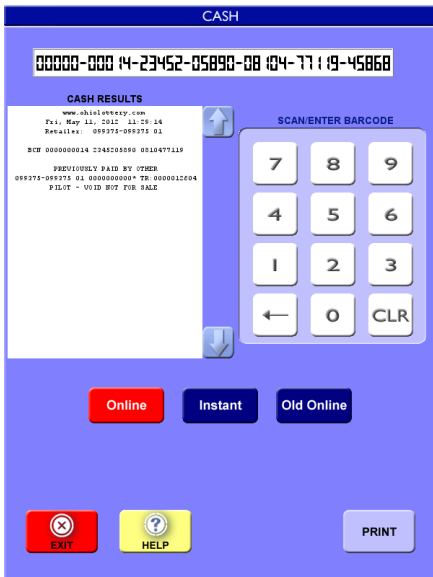 CASH
00000-00014-23452-05890-08104-77119-45868
CASH RESULTS
www.ohiolottery.com
Fri, May 11, 2012 11:29:14
Retailer: 099375-099375 01
BCN 0000000014 2345205890 0810477119
PREVIOUSLY PAID BY OTHER
099375-099375 01 0000000000* TR:0000012604
PILOT - VOID NOT FOR SALE
SCAN/ENTER BARCODE
7 8 9
4 5 6
1 2 3
0 CLR
Online Instant Old Online
EXIT HELP PRINT